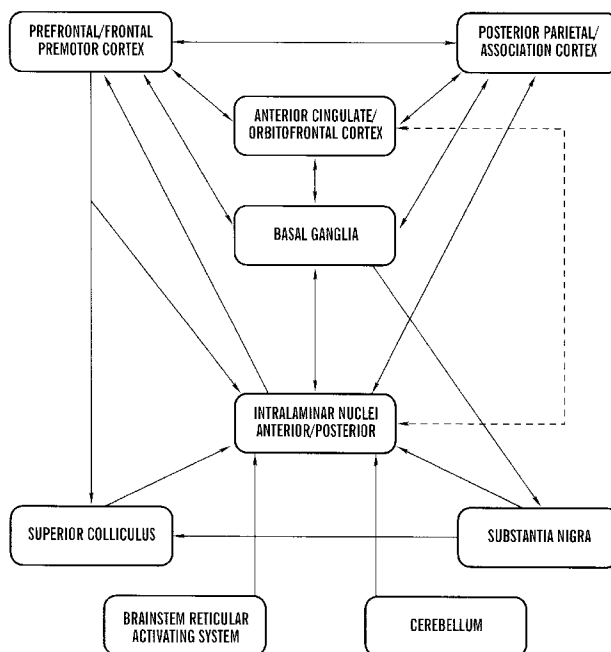 PREFRONTAL/FRONTAL
PREMOTOR CORTEX
POSTERIOR PARIETAL/
ASSOCIATION CORTEX
ANTERIOR CINGULATE/
ORBITOFRONTAL CORTEX
BASAL GANGLIA
INTRALAMINAR NUCLEI
ANTERIOR/POSTERIOR
SUPERIOR COLLICULUS
SUBSTANTIA NIGRA
BRAINSTEM RETICULAR
ACTIVATING SYSTEM
CEREBELLUM